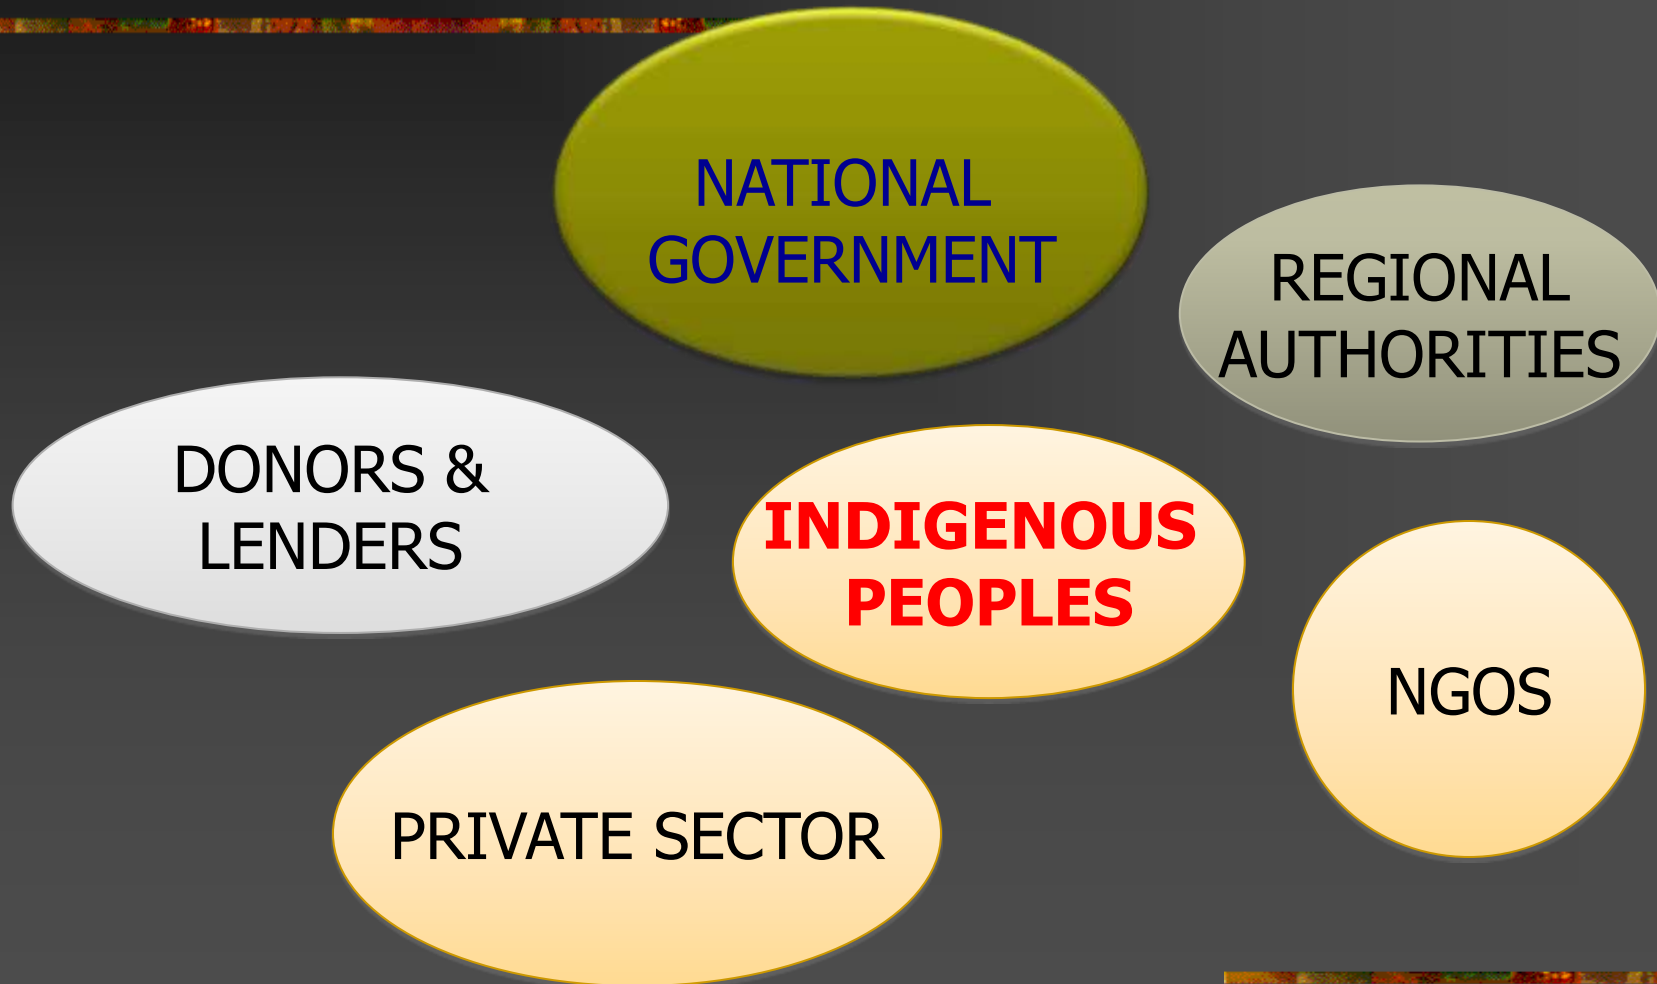 NATIONAL
GOVERNMENT
REGIONAL
AUTHORITIES
DONORS &
LENDERS
INDIGENOUS
PEOPLES
NGOS
PRIVATE SECTOR